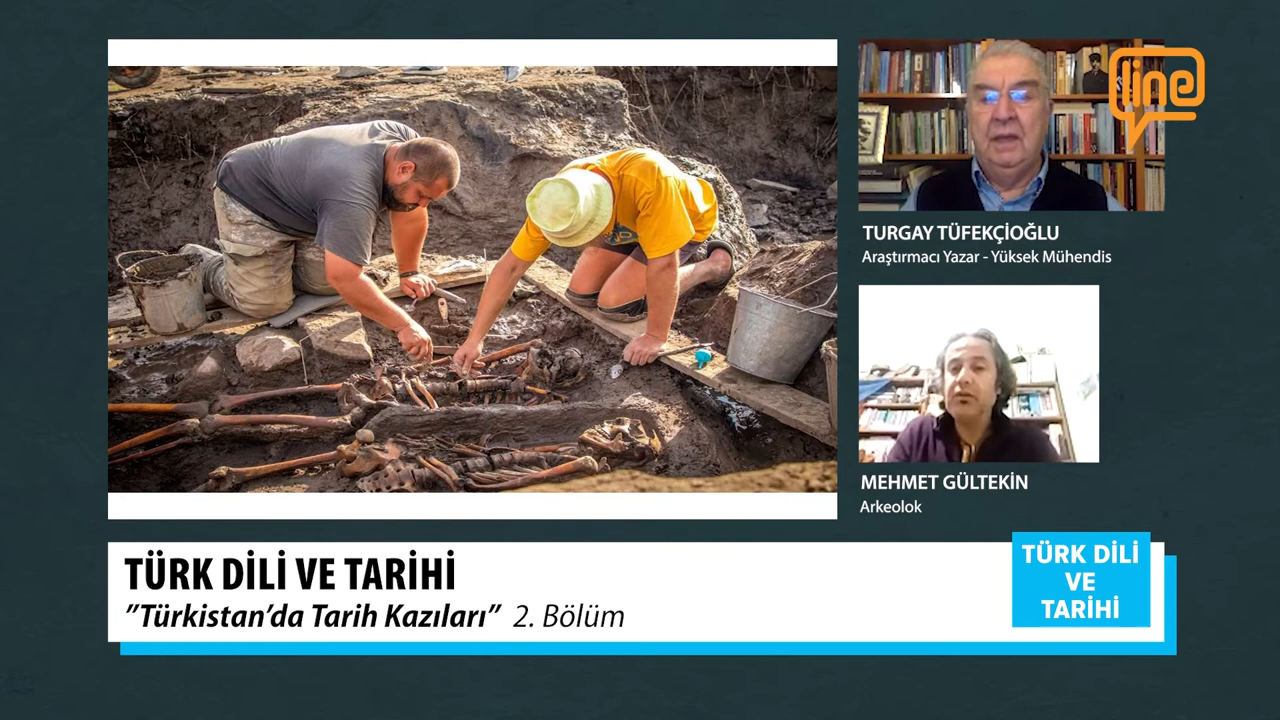 line
TURGAY TÜFEKÇİOĞLU
Araştırmacı Yazar - Yüksek Mühendis
MEHMET GÜLTEKİN
Arkeolok
TÜRK DİLİ VE TARİHİ
”Türkistan’da Tarih Kazıları” 2. Bölüm
TÜRK DİLİ
VE
TARİHİ